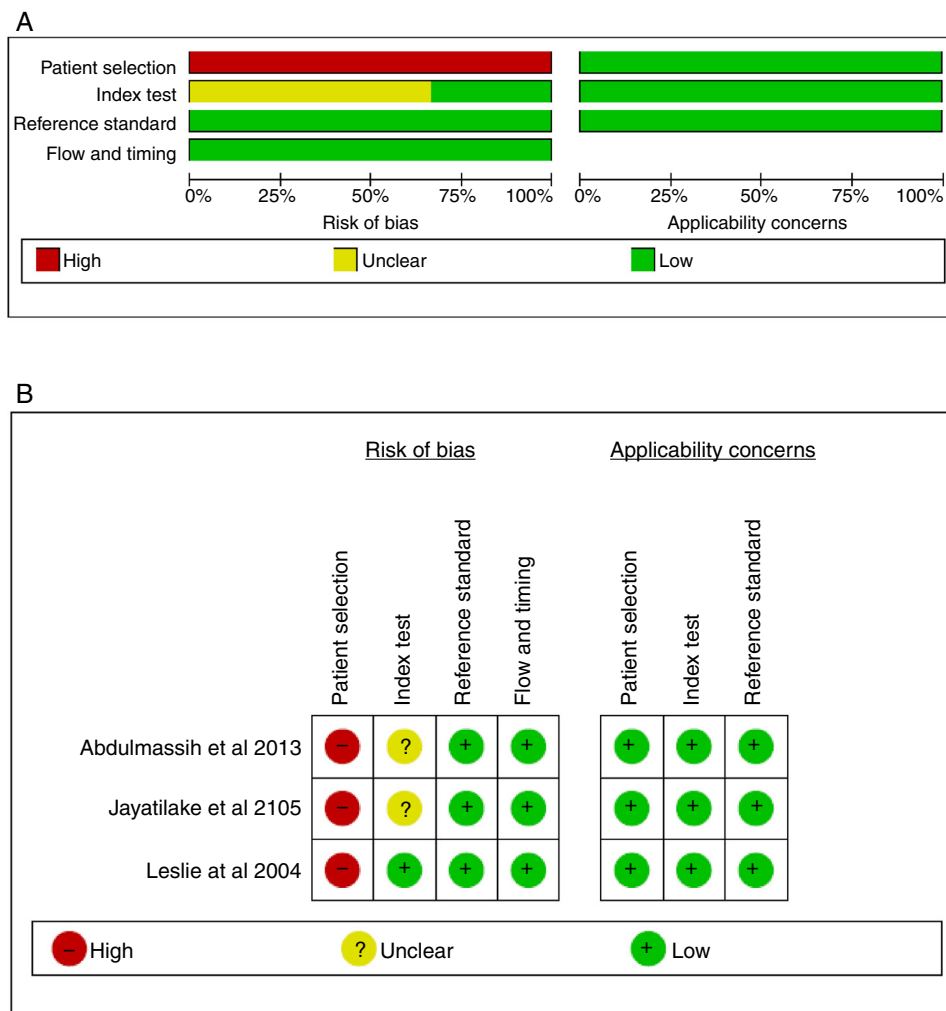 A
Patient selection
Index test
Reference standard
Flow and timing
0% 25% 50% 75% 100% 0% 25% 50% 75% 100%
Risk of bias Applicability concerns
High Unclear Low
B
Risk of bias Applicability concerns
Patient selection Index test Reference standard Flow and timing Patient selection Index test Reference standard
Abdulmassih et al 2013 – ? + + + + +
Jayatilake et al 2105 – ? + + + + +
Leslie at al 2004 – + + + + + +
– High ? Unclear + Low